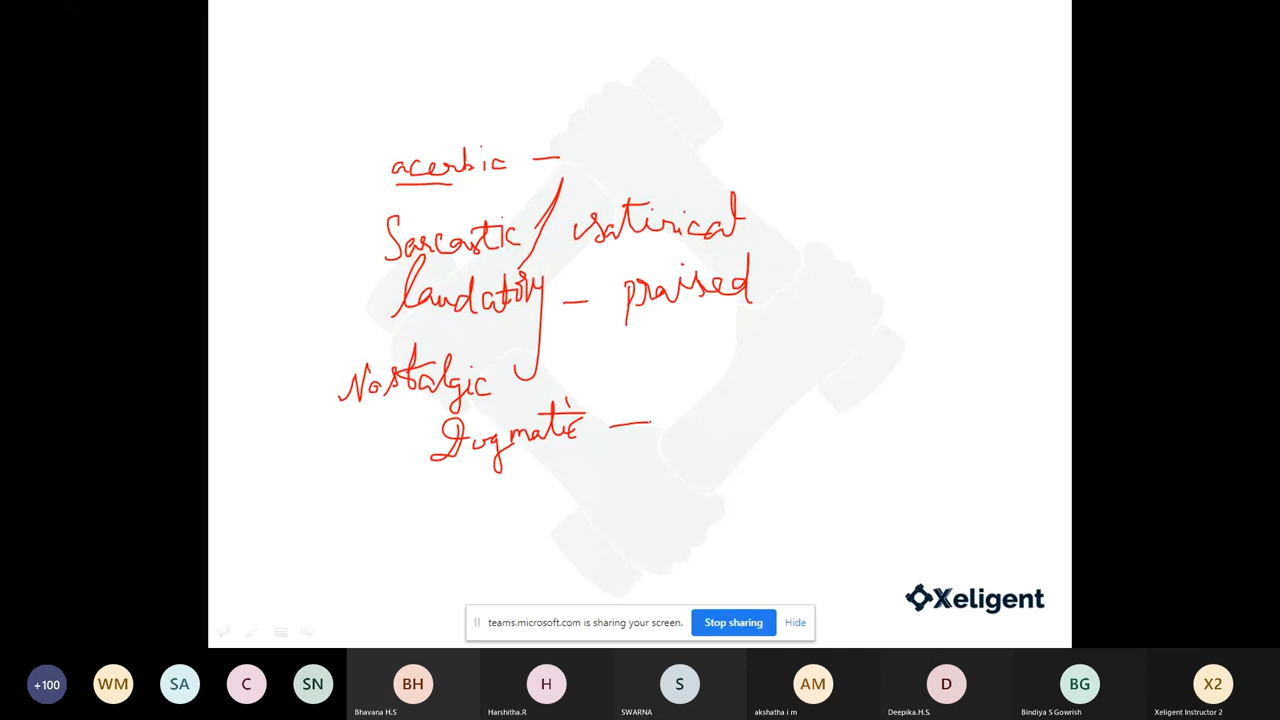 acerbic —
Sarcastic / satirical
laudatory — praised
Nostalgic
Dogmatic —
Xeligent
teams.microsoft.com is sharing your screen. Stop sharing Hide
+100 WM SA C SN BH H S AM D BG X2
Bhavana H.S Harshitha.R SWARNA akshatha i m Deepika.H.S. Bindiya S Gowrish Xeligent Instructor 2